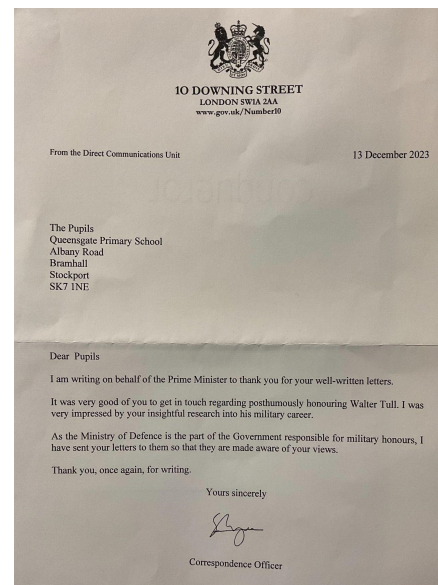 10 DOWNING STREET
LONDON SW1A 2AA
www.gov.uk/Number10
From the Direct Communications Unit
13 December 2023
The Pupils
Queensgate Primary School
Albany Road
Bramhall
Stockport
SK7 1NE
Dear Pupils
I am writing on behalf of the Prime Minister to thank you for your well-written letters.
It was very good of you to get in touch regarding posthumously honouring Walter Tull. I was
very impressed by your insightful research into his military career.
As the Ministry of Defence is the part of the Government responsible for military honours, I
have sent your letters to them so that they are made aware of your views.
Thank you, once again, for writing.
Yours sincerely
Correspondence Officer